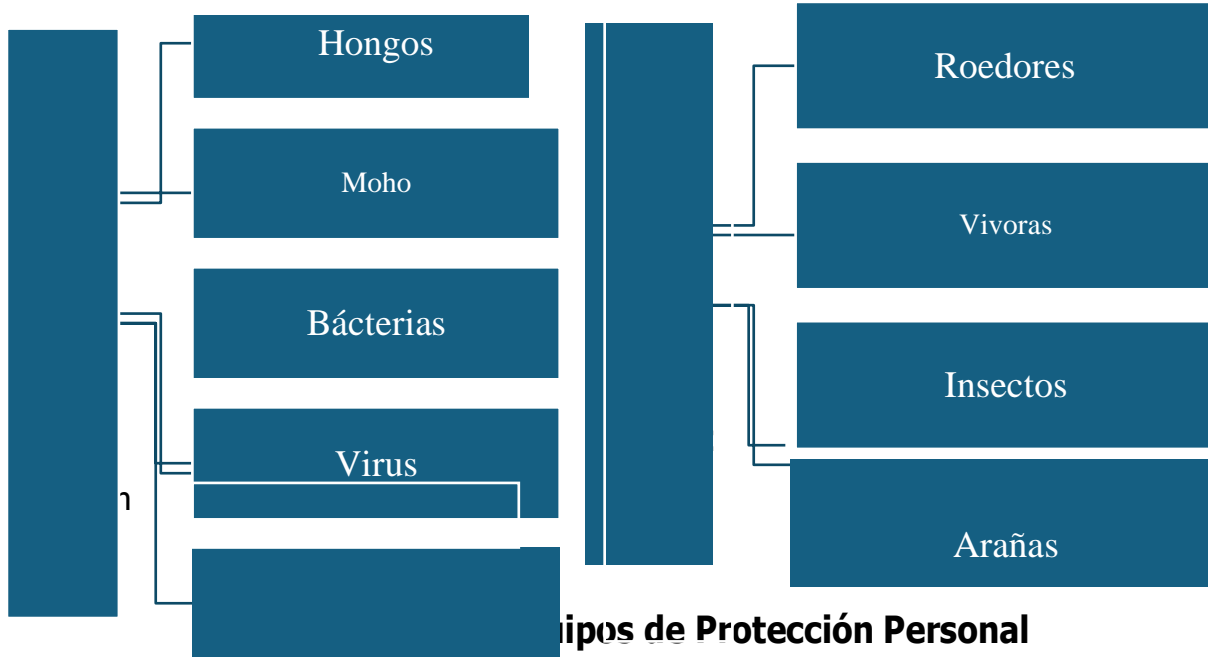 Hongos
Moho
Bácterias
Virus
Roedores
Vivoras
Insectos
Arañas
de Protección Personal